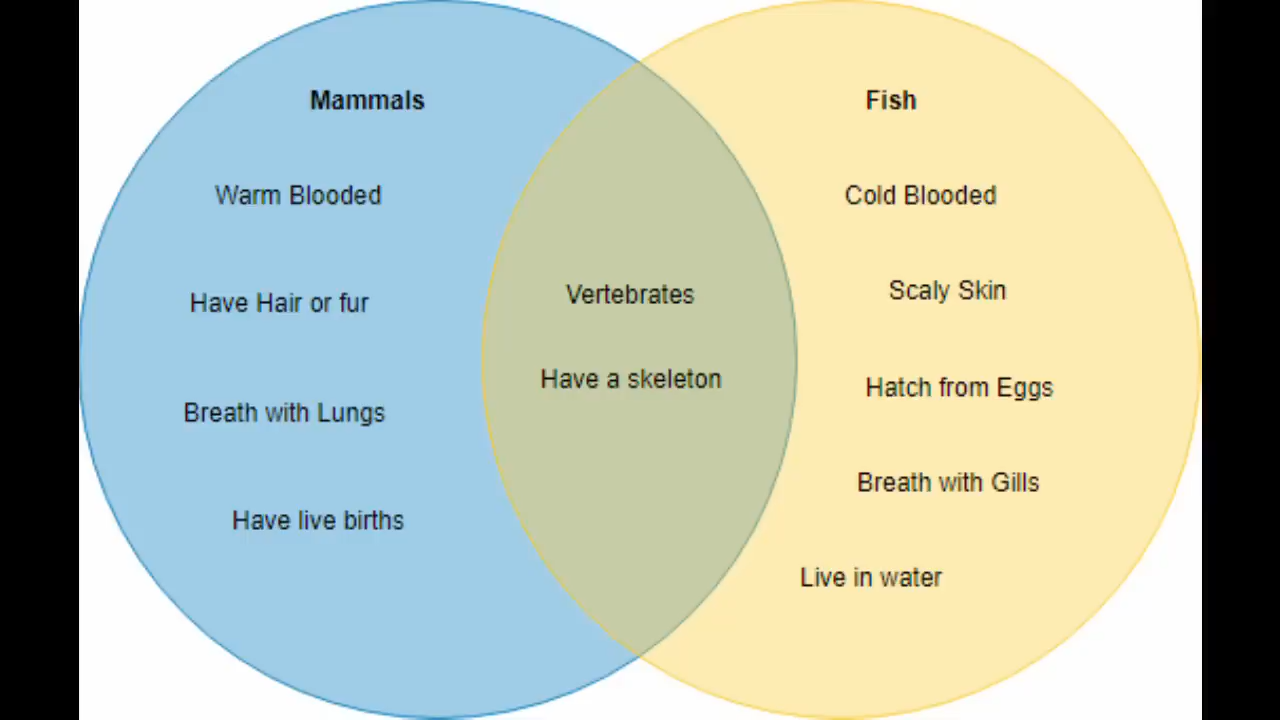 Mammals
Warm Blooded
Have Hair or fur
Breath with Lungs
Have live births
Vertebrates
Have a skeleton
Fish
Cold Blooded
Scaly Skin
Hatch from Eggs
Breath with Gills
Live in water